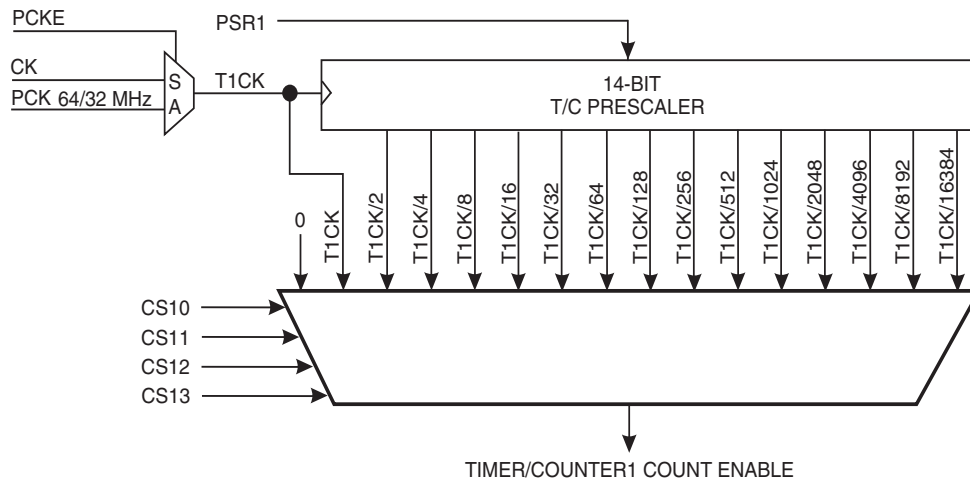 PCKE
PSR1
CK
PCK 64/32 MHz
S
A
T1CK
14-BIT
T/C PRESCALER
0
T1CK
T1CK/2
T1CK/4
T1CK/8
T1CK/16
T1CK/32
T1CK/64
T1CK/128
T1CK/256
T1CK/512
T1CK/1024
T1CK/2048
T1CK/4096
T1CK/8192
T1CK/16384
CS10
CS11
CS12
CS13
TIMER/COUNTER1 COUNT ENABLE